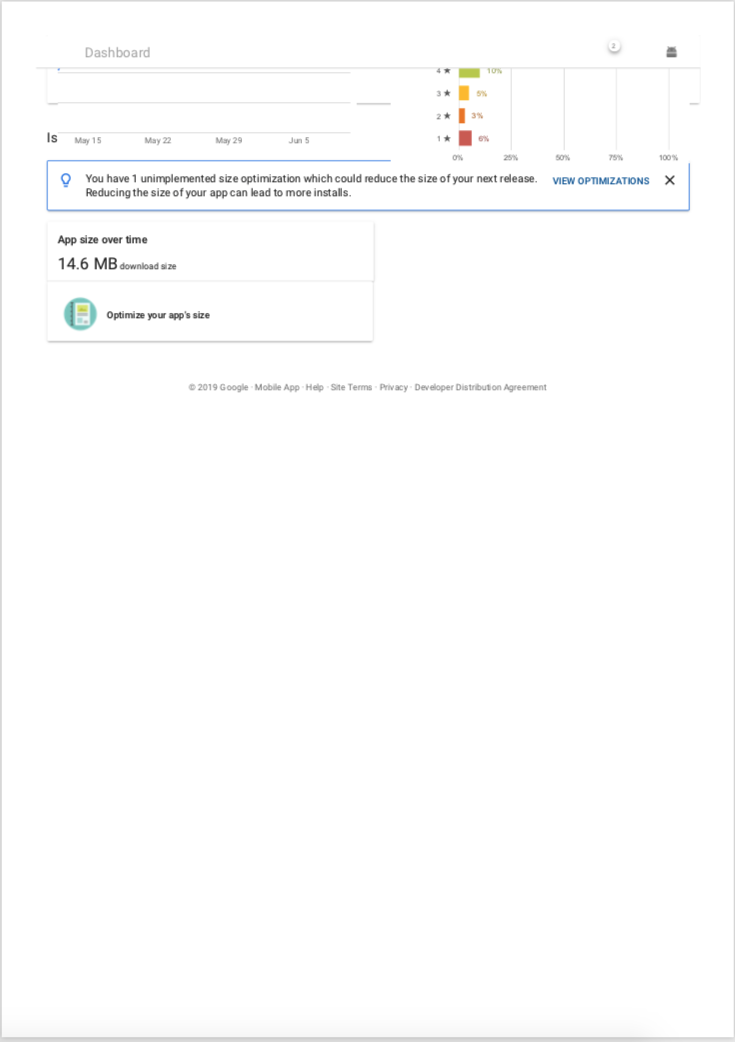 Dashboard
2
4 ★ 10%
3 ★ 5%
2 ★ 3%
1 ★ 6%
0% 25% 50% 75% 100%
Is
May 15 May 22 May 29 Jun 5
You have 1 unimplemented size optimization which could reduce the size of your next release.
Reducing the size of your app can lead to more installs.
VIEW OPTIMIZATIONS
App size over time
14.6 MB download size
Optimize your app's size
© 2019 Google · Mobile App · Help · Site Terms · Privacy · Developer Distribution Agreement